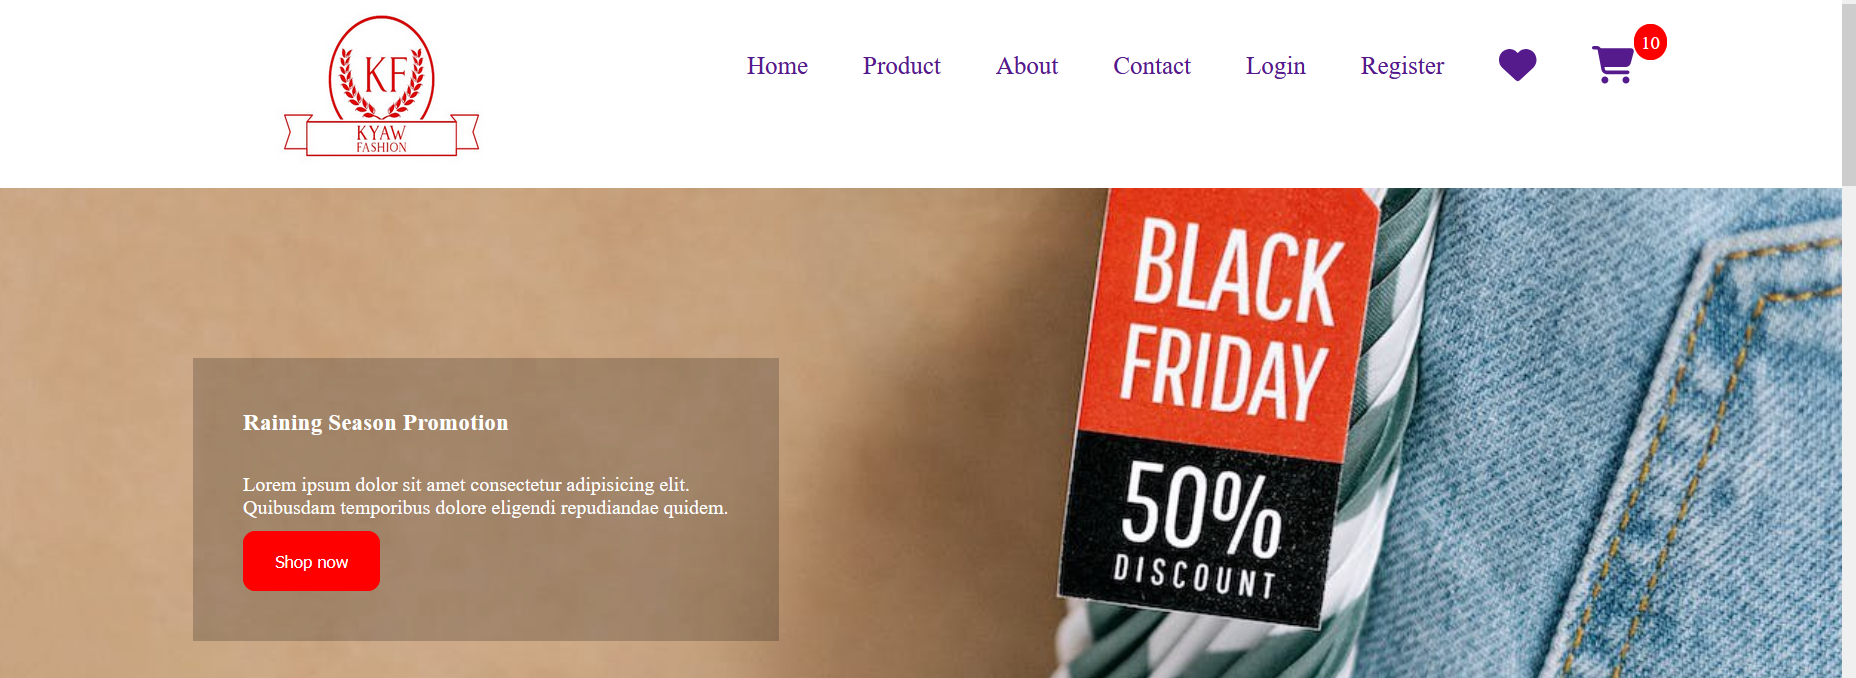 KF
KYAW
FASHION
Home Product About Contact Login Register 10
BLACK
FRIDAY
50%
DISCOUNT
Raining Season Promotion
Lorem ipsum dolor sit amet consectetur adipisicing elit.
Quibusdam temporibus dolore eligendi repudiandae quidem.
Shop now